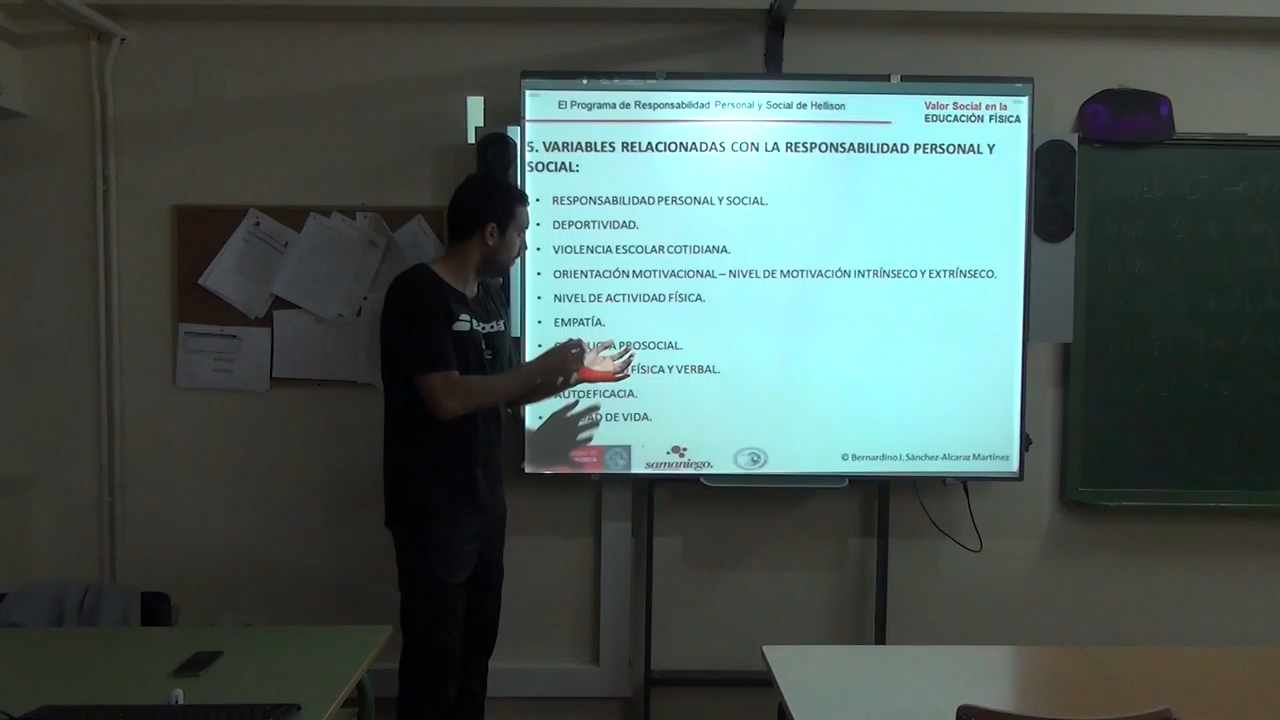 El Programa de Responsabilidad Personal y Social de Hellison
Valor Social en la
EDUCACIÓN FÍSICA
5. VARIABLES RELACIONADAS CON LA RESPONSABILIDAD PERSONAL Y
SOCIAL:
• RESPONSABILIDAD PERSONAL Y SOCIAL.
• DEPORTIVIDAD.
• VIOLENCIA ESCOLAR COTIDIANA.
• ORIENTACIÓN MOTIVACIONAL – NIVEL DE MOTIVACIÓN INTRÍNSECO Y EXTRÍNSECO.
• NIVEL DE ACTIVIDAD FÍSICA.
• EMPATÍA.
PROSOCIAL.
FÍSICA Y VERBAL.
AUTOEFICACIA.
• DE VIDA.
samaniego.
© Bernardino J. Sánchez-Alcaraz Martínez